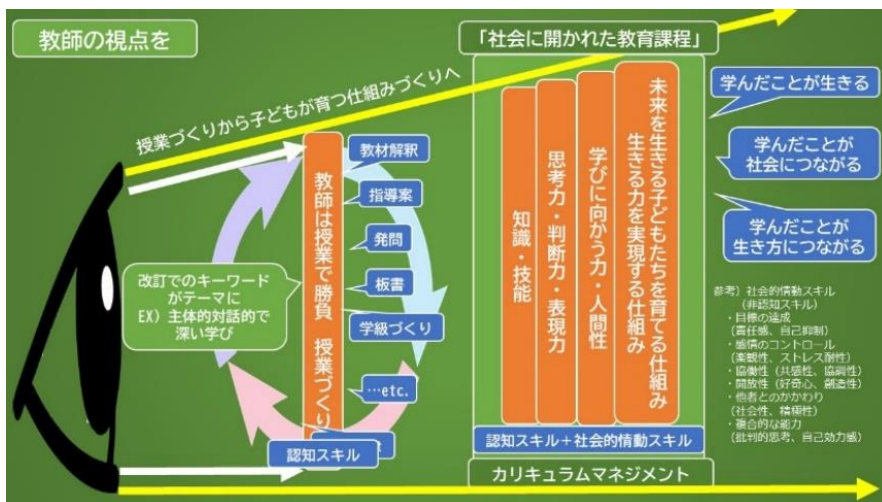 教師の視点を
授業づくりから子どもが育つ仕組みづくりへ
教師は授業で勝負 授業づくり
教材解釈
指導案
発問
板書
学級づくり
…etc.
認知スキル
改訂でのキーワード
がテーマに
EX）主体的対話的で
深い学び
「社会に開かれた教育課程」
知識・技能
思考力・判断力・表現力
学びに向かう力・人間性
未来を生きる子どもたちを育てる仕組み
生きる力を実現する仕組み
認知スキル＋社会的情動スキル
カリキュラムマネジメント
学んだことが生きる
学んだことが
社会につながる
学んだことが
生き方につながる
参考）社会的情動スキル
（非認知スキル）
・目標の達成
（責任感、自己抑制）
・感情のコントロール
（楽観性、ストレス耐性）
・協働性（共感性、協調性）
・開放性（好奇心、創造性）
・他者とのかかわり
（社会性、積極性）
・複合的な能力
（批判的思考、自己効力感）